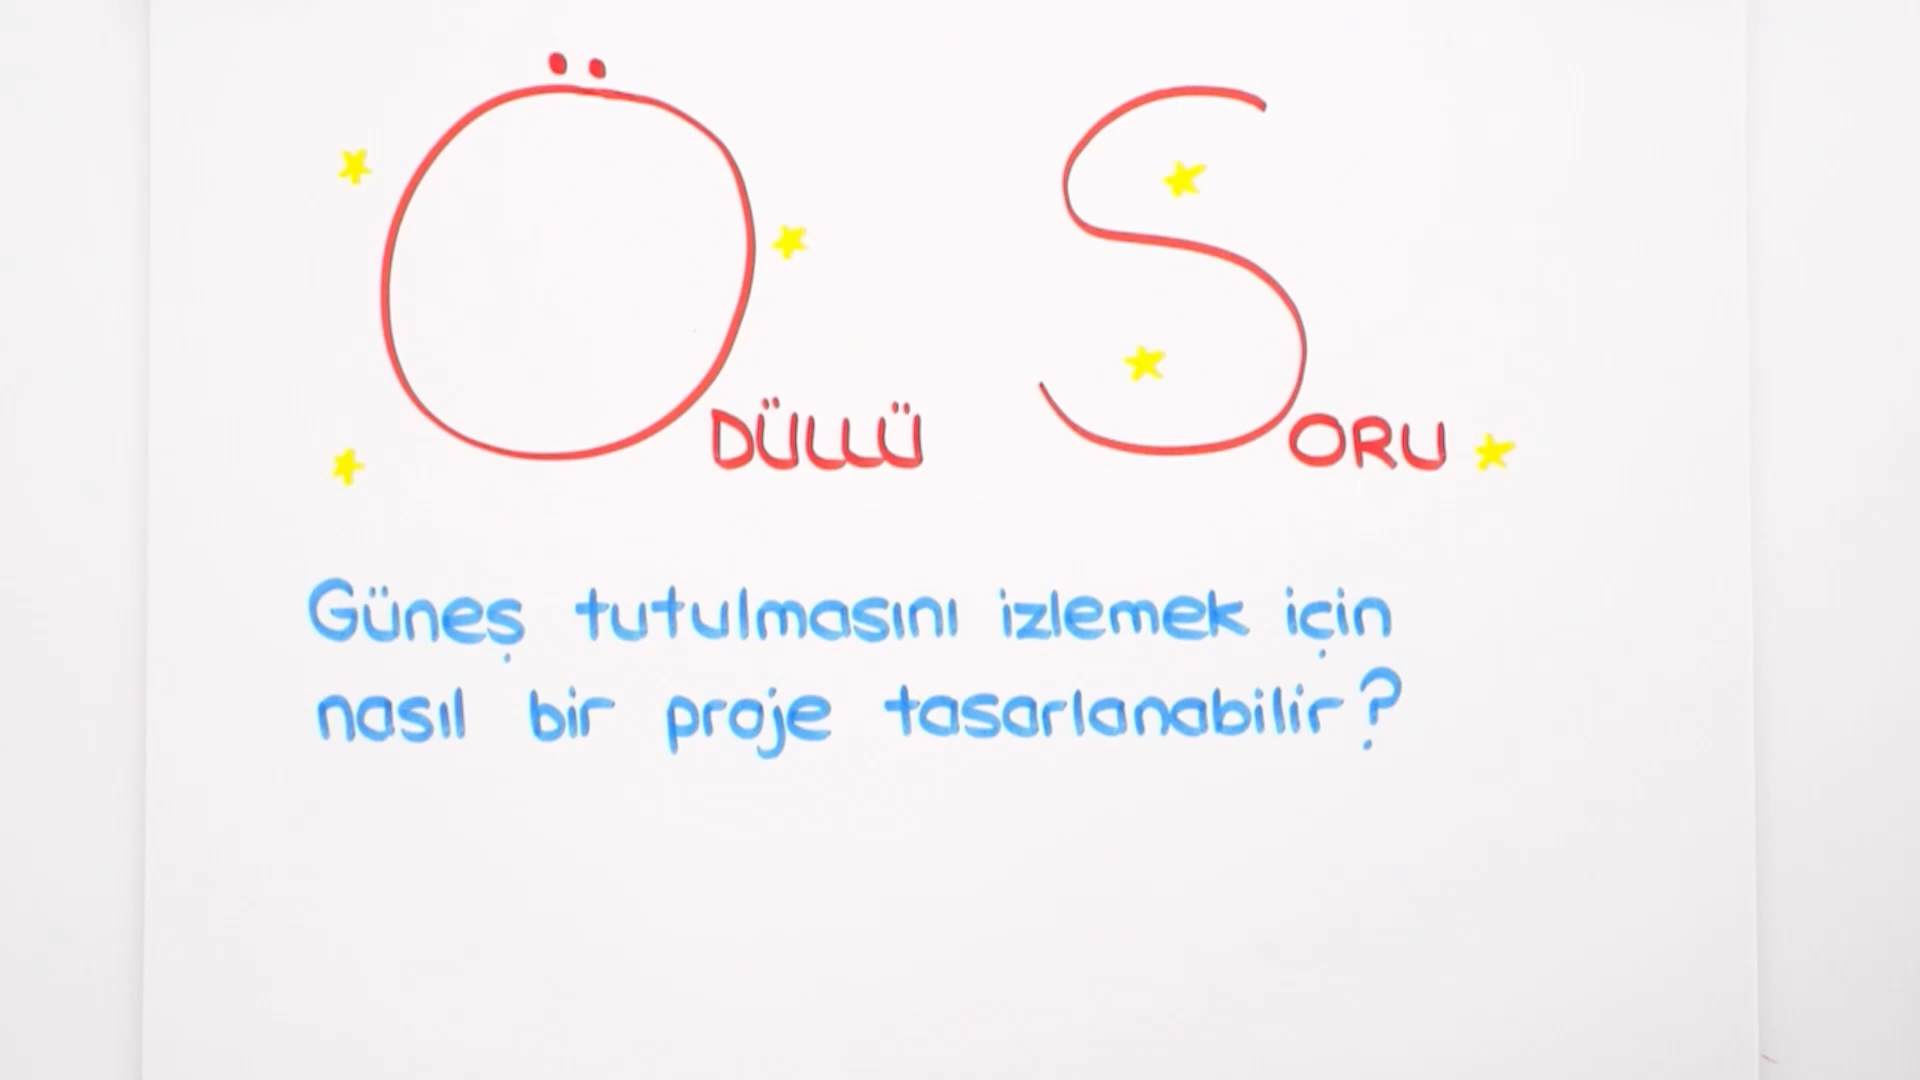 ÖDÜLLÜ SORU
Güneş tutulmasını izlemek için
nasıl bir proje tasarlanabilir?